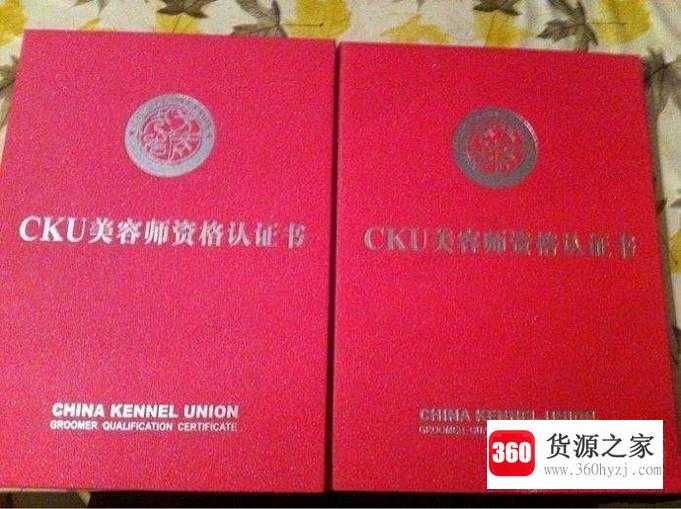 CKU美容师资格认证书
CHINA KENNEL UNION
GROOMER QUALIFICATION CERTIFICATE
CKU美容师资格认证书
CHINA KENNEL UNION
GROOMER QUA
360 货源之家
www.360hyzj.com